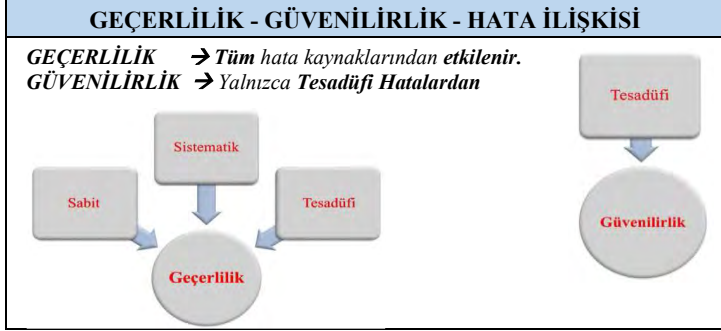 GEÇERLİLİK - GÜVENİLİRLİK - HATA İLİŞKİSİ
GEÇERLİLİK → Tüm hata kaynaklarından etkilenir.
GÜVENİLİRLİK → Yalnızca Tesadüfi Hatalardan
Tesadüfi
Sistematik
Sabit
Tesadüfi
Güvenilirlik
Geçerlilik